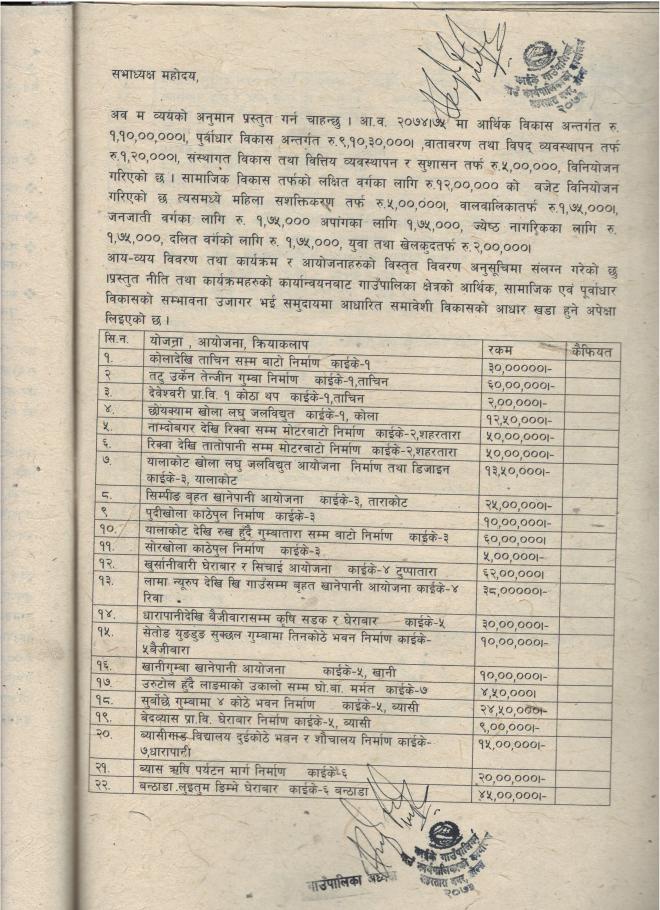 काईके गाउँपालिका
गाउँ कार्यपालिकाको कार्यालय
सहरतारा डोल्पा
२०७३
सभाध्यक्ष महोदय,
अव म व्ययको अनुमान प्रस्तुत गर्न चाहन्छु । आ.व. २०७४।७५ मा आर्थिक विकास अन्तर्गत रु.
१,१०,००,०००।, पुर्वाधार विकास अन्तर्गत रु.९,१०,३०,०००। ,वातावरण तथा विपद् व्यवस्थापन तर्फ
रु.१,२०,०००।, संस्थागत विकास तथा वित्तिय व्यवस्थापन र सुशासन तर्फ रु.५,००,०००, विनियोजन
गरिएको छ । सामाजिक विकास तर्फको लक्षित वर्गका लागि रु.१२,००,००० को बजेट विनियोजन
गरिएको छ त्यसमध्ये महिला सशक्तिकरण तर्फ रु.५,००,०००।, वालवालिकातर्फ रु.१,७५,०००।,
जनजाती वर्गका लागि रु. १,७५,००० अपांगका लागि १,७५,०००, ज्येष्ठ नागरिकका लागि रु.
१,७५,०००, दलित वर्गको लागि रु. १,७५,०००, युवा तथा खेलकुदतर्फ रु.२,००,०००।
आय-व्यय विवरण तथा कार्यक्रम र आयोजनाहरुको विस्तृत विवरण अनुसूचिमा संलग्न गरेको छु
।प्रस्तुत नीति तथा कार्यक्रमहरुको कार्यान्वयनबाट गाउँपालिका क्षेत्रको आर्थिक, सामाजिक एवं पूर्वाधार
विकासको सम्भावना उजागर भई समुदायमा आधारित समावेशी विकासको आधार खडा हुने अपेक्षा
लिइएको छ ।
सि.न. योजना , आयोजना, क्रियाकलाप रकम कैफियत
१. कोलादेखि ताचिन सम्म बाटो निर्माण काईके-१ ३०,०००००।-
२ तटु उर्केन तेन्जीन गुम्बा निर्माण काईके-१,ताचिन ६०,००,०००।-
३. देवेश्वरी प्रा.वि. १ कोठा थप काईके-१,ताचिन २,००,०००।-
४. छोयक्याम खोला लघु जलविद्युत काईके-१, कोला १२,५०,०००।-
५ नाम्दोबगर देखि रिक्वा सम्म मोटरबाटो निर्माण काईके-२,शहरतारा ५०,००,०००।-
६. रिक्वा देखि तातोपानी सम्म मोटरबाटो निर्माण काईके-२,शहरतारा ५०,००,०००।-
७. यालाकोट खोला लघु जलविद्युत आयोजना निर्माण तथा डिजाइन १३,५०,०००।-
काईके-३, यालाकोट
८. सिम्पीङ बृहत खानेपानी आयोजना काईके-३, ताराकोट २५,००,०००।-
९ पुदीखोला काठेपुल निर्माण काईके-३ १०,००,०००।-
१०. यालाकोट देखि रुख हुँदै गुम्बातारा सम्म बाटो निर्माण काईके-३ ६०,००,०००।
११. सोरखोला काठेपुल निर्माण काईके-३ ५,००,०००।
१२. खुर्सानीवारी घेराबार र सिचाई आयोजना काईके-४ टुप्पातारा ६२,००,०००।
१३. लामा न्यूरुप देखि खि गाउँसम्म बृहत खानेपानी आयोजना काईके-४ ३८,०००००।-
रिवा
१४. धारापानीदेखि बैजीवारासम्म कृषि सडक र घेराबार काईके-५ ३०,००,०००।-
१५. सेतोङ युङडुङ सुक्छल गुम्बामा तिनकोठे भवन निर्माण काईके- १०,००,०००।-
५बैजीवारा
१६. खानीगुम्बा खानेपानी आयोजना काईके-५, खानी १०,००,०००।-
१७. उरुटोल हुँदै लाङमाको उकालो सम्म घो.बा. मर्मत काईके-७ ४,५०,०००।
१८. सुर्बोछे गुम्बामा ४ कोठे भवन निर्माण काईके-५, व्यासी २४,५०,०००।-
१९. बेदव्यास प्रा.वि. घेराबार निर्माण काईके-५, व्यासी ९,००,०००।-
२०. ब्यासीगाड विद्यालय दुईकोठे भवन र शौचालय निर्माण काईके- १५,००,०००।-
७,धारापानी
२१. ब्यास ऋषि पर्यटन मार्ग निर्माण काईके-६ २०,००,०००।-
२२. बन्ठाडा लुइतुम डिम्भे घेराबार काईके-६ बन्ठाडा ४५,००,०००।-
गाउँपालिका अध्यक्ष
काईके गाउँपालिका
गाउँ कार्यपालिकाको कार्यालय
सहरतारा डोल्पा
२०७३